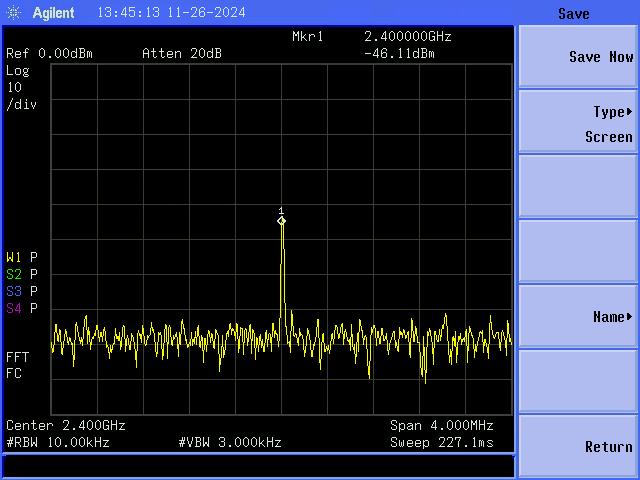 Agilent 13:45:13 11-26-2024
Save
Mkr1 2.400000GHz
Ref 0.00dBm Atten 20dB -46.11dBm
Log
10
/div
1
W1 P
S2 P
S3 P
S4 P
FFT
FC
Center 2.400GHz Span 4.000MHz
#RBW 10.00kHz #VBW 3.000kHz Sweep 227.1ms
Save Now
Type
Screen
Name
Return